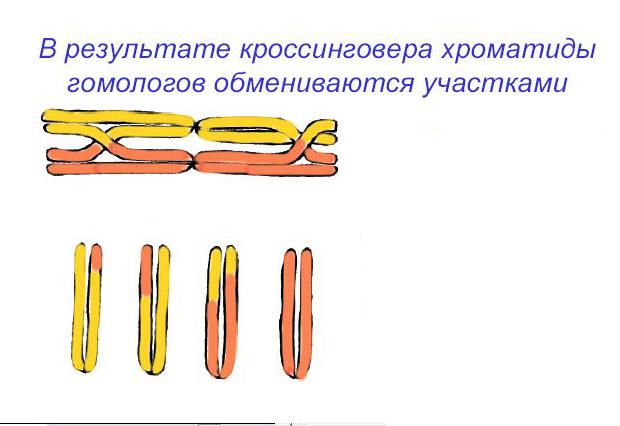 В результате кроссинговера хроматиды
гомологов обмениваются участками